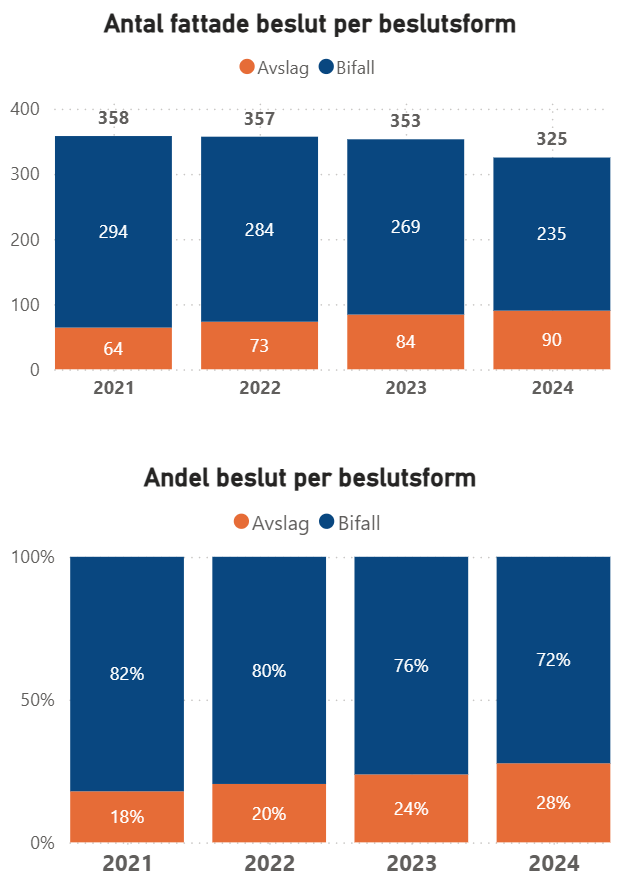 Antal fattade beslut per beslutsform
Avslag Bifall
400
358 357 353 325
300
294 284 269 235
200
100
64 73 84 90
0
2021 2022 2023 2024
Andel beslut per beslutsform
Avslag Bifall
100%
82% 80% 76% 72%
50%
18% 20% 24% 28%
0%
2021 2022 2023 2024